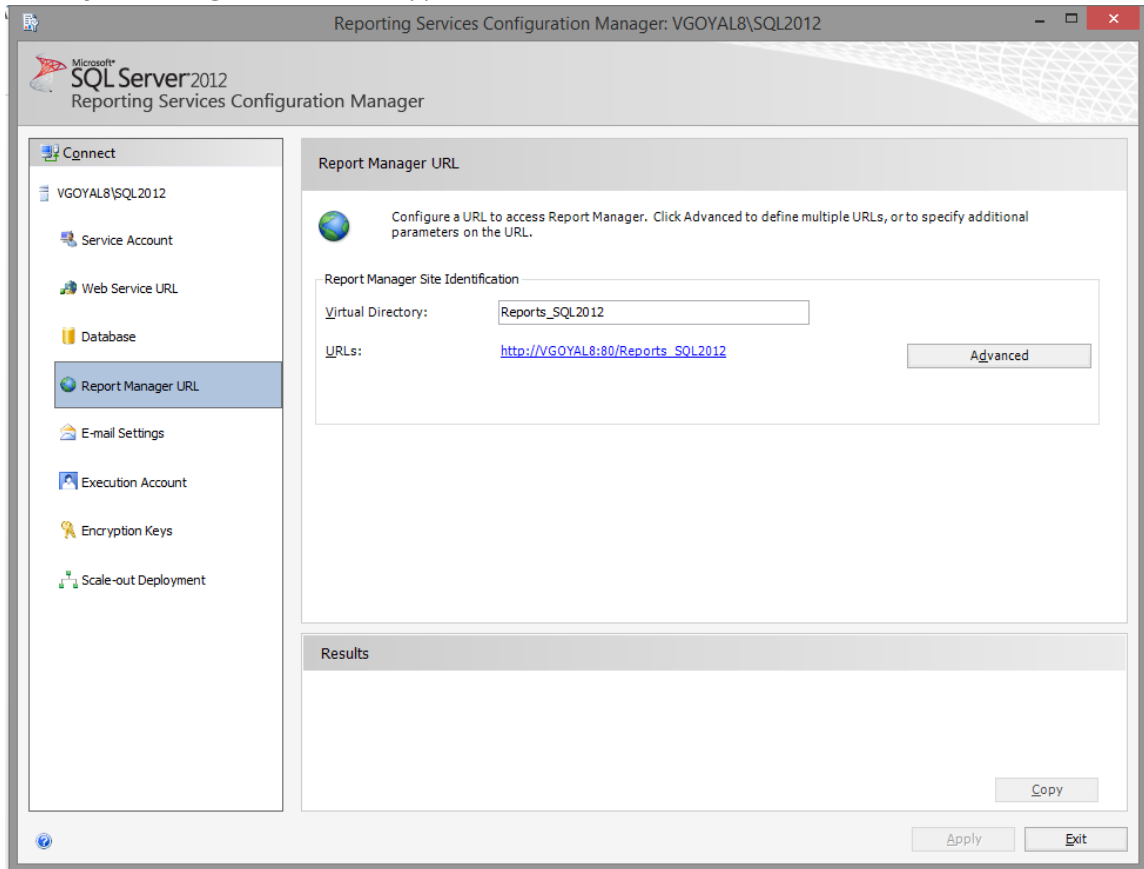 Reporting Services Configuration Manager: VGOYAL8\SQL2012
Microsoft®
SQL Server 2012
Reporting Services Configuration Manager
Connect
VGOYAL8\SQL2012
Service Account
Web Service URL
Database
Report Manager URL
E-mail Settings
Execution Account
Encryption Keys
Scale-out Deployment
Report Manager URL
Configure a URL to access Report Manager. Click Advanced to define multiple URLs, or to specify additional
parameters on the URL.
Report Manager Site Identification
Virtual Directory: Reports_SQL2012
URLs: http://VGOYAL8:80/Reports_SQL2012
Advanced
Results
Copy
Apply Exit